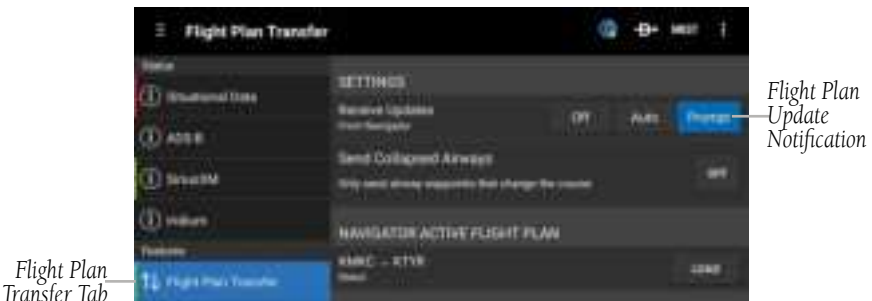 Flight Plan Transfer
NRST
Status
SETTINGS
Situational Data
Receive Updates
From Navigator
Off
Auto
Prompt
Flight Plan
Update
Notification
ADS-B
Send Collapsed Airways
Only send airway waypoints that change the course
OFF
SiriusXM
Iridium
NAVIGATOR ACTIVE FLIGHT PLAN
Features
KMKC - KTYR
LOAD
Flight Plan Transfer
Flight Plan
Transfer Tab